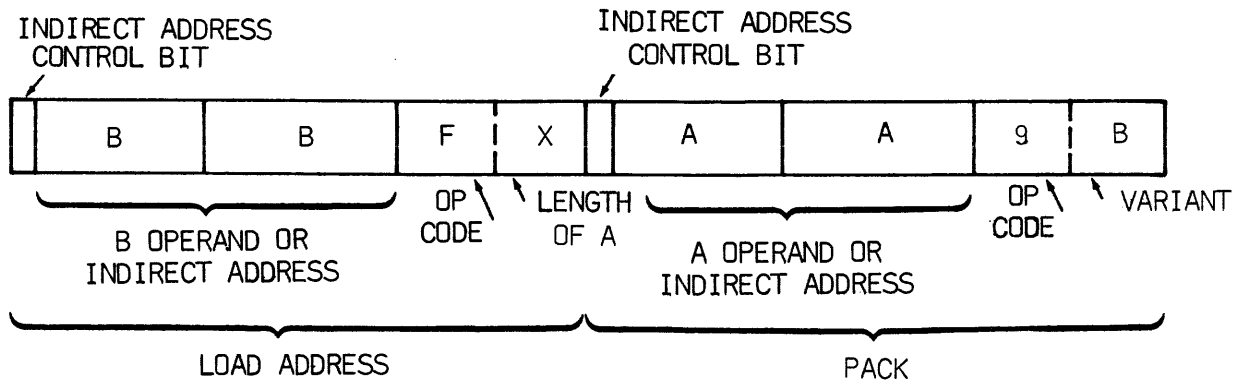 INDIRECT ADDRESS
CONTROL BIT
INDIRECT ADDRESS
CONTROL BIT
B B F X A A 9 B
OP
CODE
LENGTH
OF A
OP
CODE
VARIANT
B OPERAND OR
INDIRECT ADDRESS
A OPERAND OR
INDIRECT ADDRESS
LOAD ADDRESS
PACK